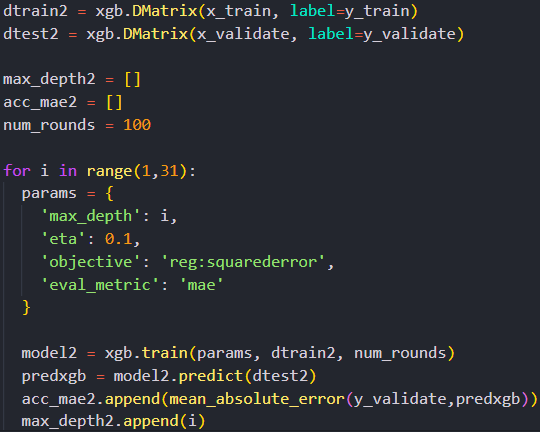 dtrain2 = xgb.DMatrix(x_train, label=y_train)
dtest2 = xgb.DMatrix(x_validate, label=y_validate)

max_depth2 = []
acc_mae2 = []
num_rounds = 100

for i in range(1,31):
  params = {
    'max_depth': i,
    'eta': 0.1,
    'objective': 'reg:squarederror',
    'eval_metric': 'mae'
  }

  model2 = xgb.train(params, dtrain2, num_rounds)
  predxgb = model2.predict(dtest2)
  acc_mae2.append(mean_absolute_error(y_validate,predxgb))
  max_depth2.append(i)